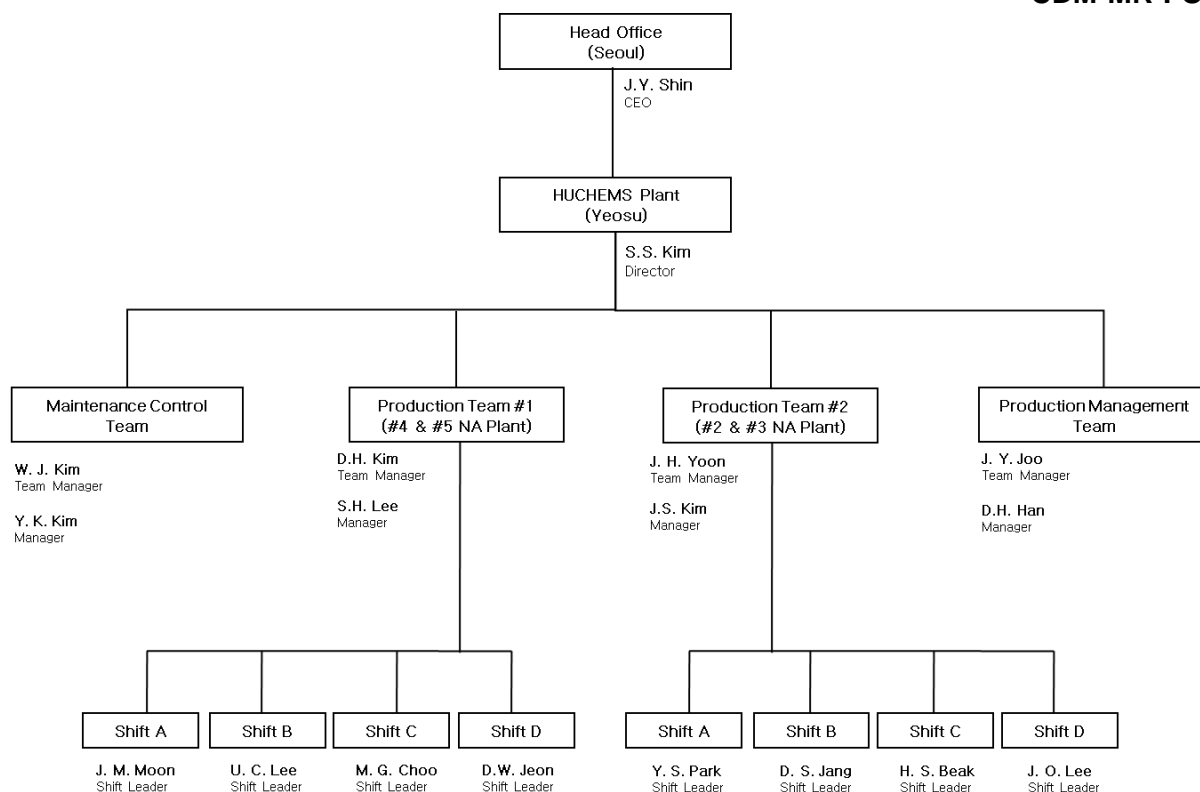 Head Office
(Seoul)
J.Y. Shin
CEO
HUCHEMS Plant
(Yeosu)
S.S. Kim
Director
Maintenance Control
Team
W. J. Kim
Team Manager
Y. K. Kim
Manager
Production Team #1
(#4 & #5 NA Plant)
D.H. Kim
Team Manager
S.H. Lee
Manager
Production Team #2
(#2 & #3 NA Plant)
J. H. Yoon
Team Manager
J.S. Kim
Manager
Production Management
Team
J. Y. Joo
Team Manager
D.H. Han
Manager
Shift A
J. M. Moon
Shift Leader
Shift B
U. C. Lee
Shift Leader
Shift C
M. G. Choo
Shift Leader
Shift D
D.W. Jeon
Shift Leader
Shift A
Y. S. Park
Shift Leader
Shift B
D. S. Jang
Shift Leader
Shift C
H. S. Beak
Shift Leader
Shift D
J. O. Lee
Shift Leader